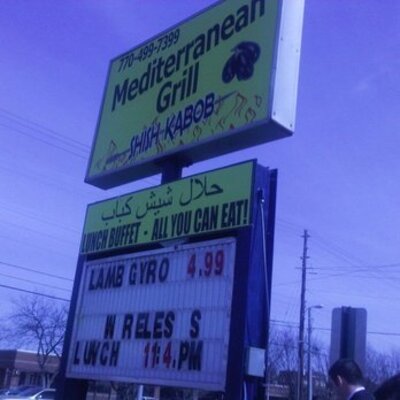 770-499-7399
Mediterranean
Grill
SHISH KABOB
حلال شيش كباب
LUNCH BUFFET - ALL YOU CAN EAT!
LAMB GYRO 4.99
W RELES S
LUNCH 11:4.PM